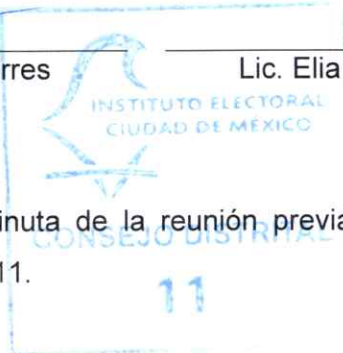 rres Lic. Elia
INSTITUTO ELECTORAL
CIUDAD DE MÉXICO
inuta de la reunión previa
CONSEJO DISTRITAL
11.
11